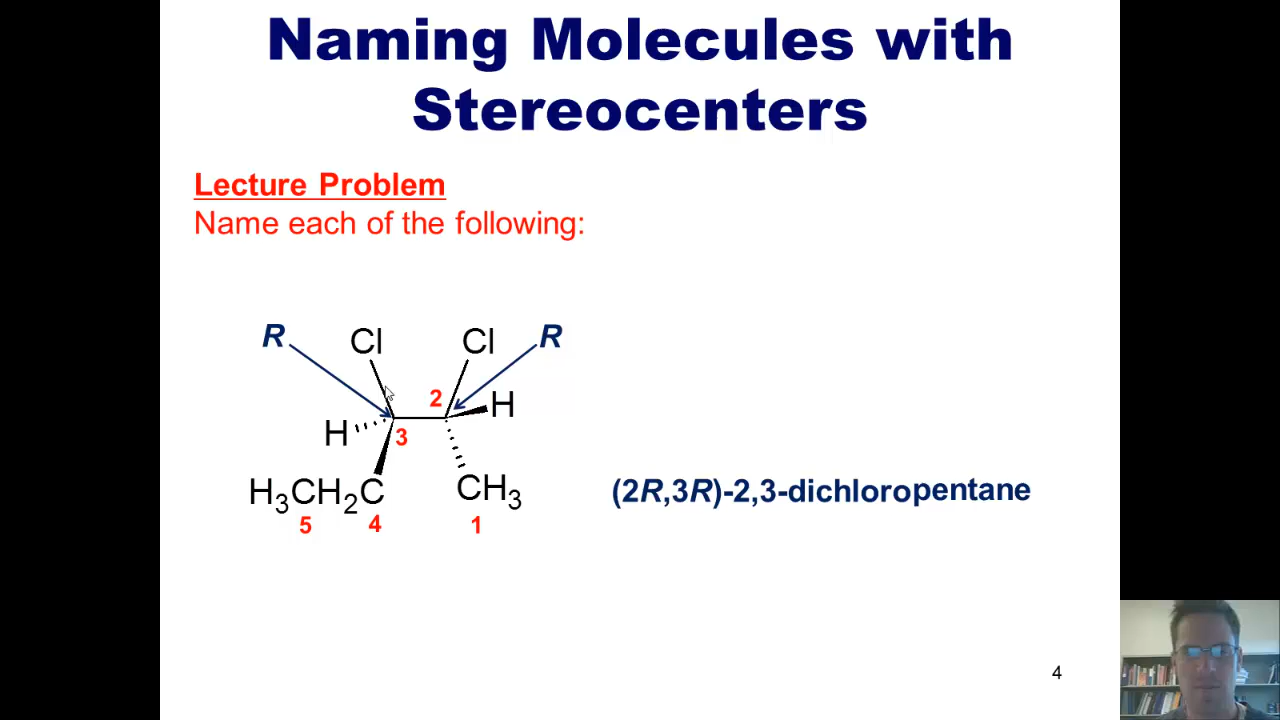 Naming Molecules with
Stereocenters
Lecture Problem
Name each of the following:
R Cl Cl R
2 H
H 3
H3CH2C CH3
5 4 1
(2R,3R)-2,3-dichloropentane
4